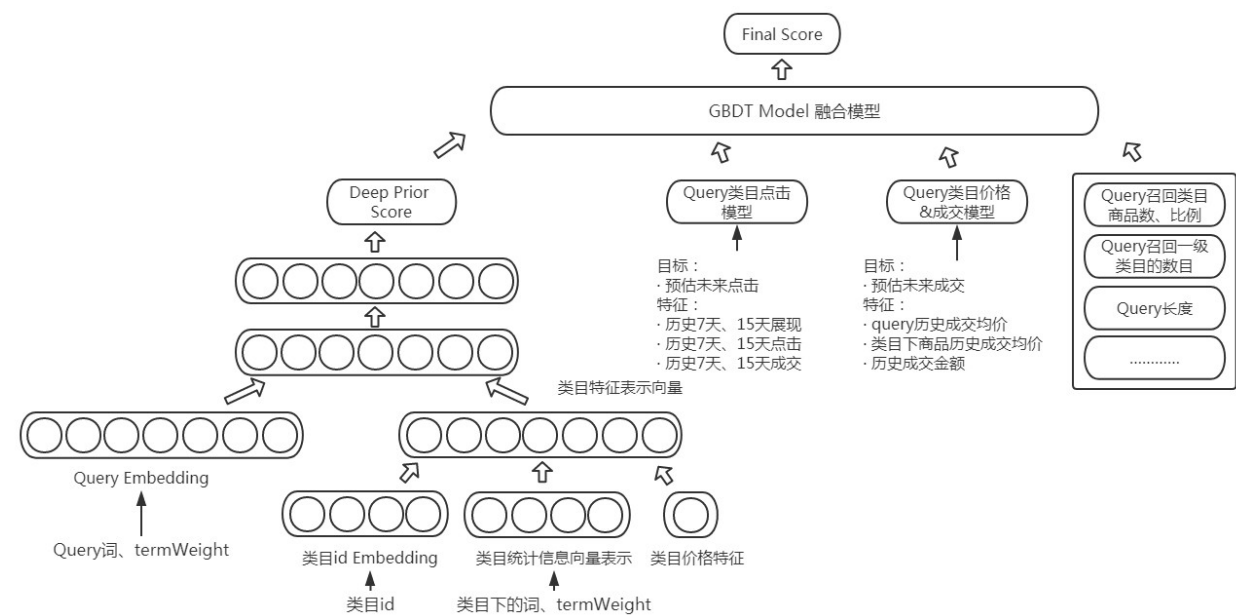 Final Score
GBDT Model 融合模型
Deep Prior
Score
Query类目点击
模型
Query类目价格
&成交模型
Query召回类目
商品数、比例
Query召回一级
类目的数目
Query长度
............
目标：
· 预估未来点击
特征：
· 历史7天、15天展现
· 历史7天、15天点击
· 历史7天、15天成交
目标：
· 预估未来成交
特征：
· query历史成交均价
· 类目下商品历史成交均价
· 历史成交金额
类目特征表示向量
Query Embedding
Query词、termWeight
类目id Embedding
类目统计信息向量表示
类目价格特征
类目id
类目下的词、termWeight